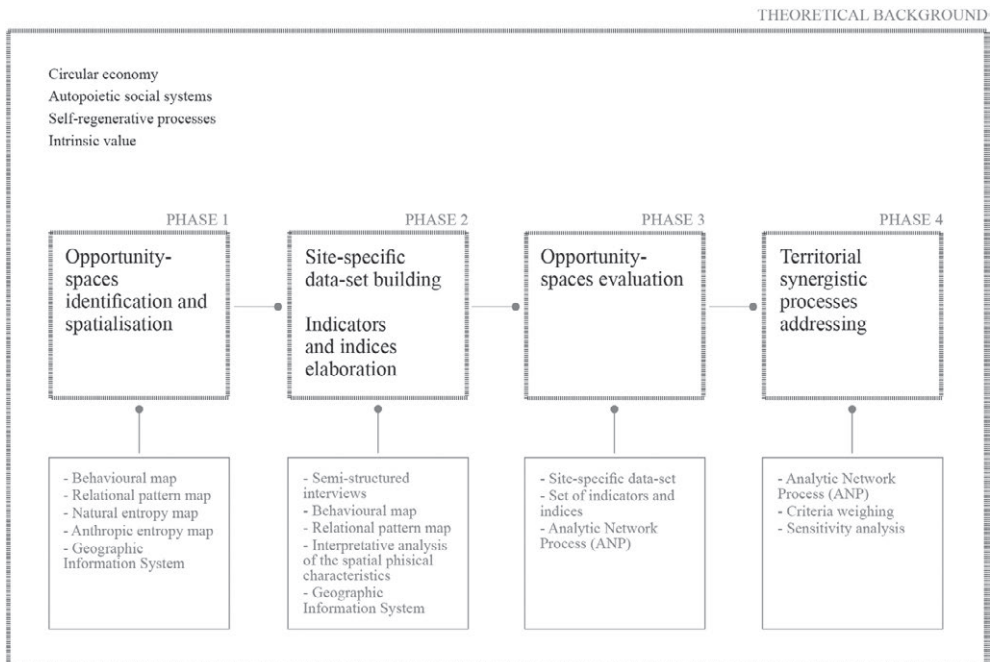 THEORETICAL BACKGROUND
Circular economy
Autopoietic social systems
Self-regenerative processes
Intrinsic value
PHASE 1
Opportunity-
spaces
identification and
spatialisation
- Behavioural map
- Relational pattern map
- Natural entropy map
- Anthropic entropy map
- Geographic
Information System
PHASE 2
Site-specific
data-set building
Indicators
and indices
elaboration
- Semi-structured
interviews
- Behavioural map
- Relational pattern map
- Interpretative analysis
of the spatial phisical
characteristics
- Geographic
Information System
PHASE 3
Opportunity-
spaces evaluation
- Site-specific data-set
- Set of indicators and
indices
- Analytic Network
Process (ANP)
PHASE 4
Territorial
synergistic
processes
addressing
- Analytic Network
Process (ANP)
- Criteria weighing
- Sensitivity analysis